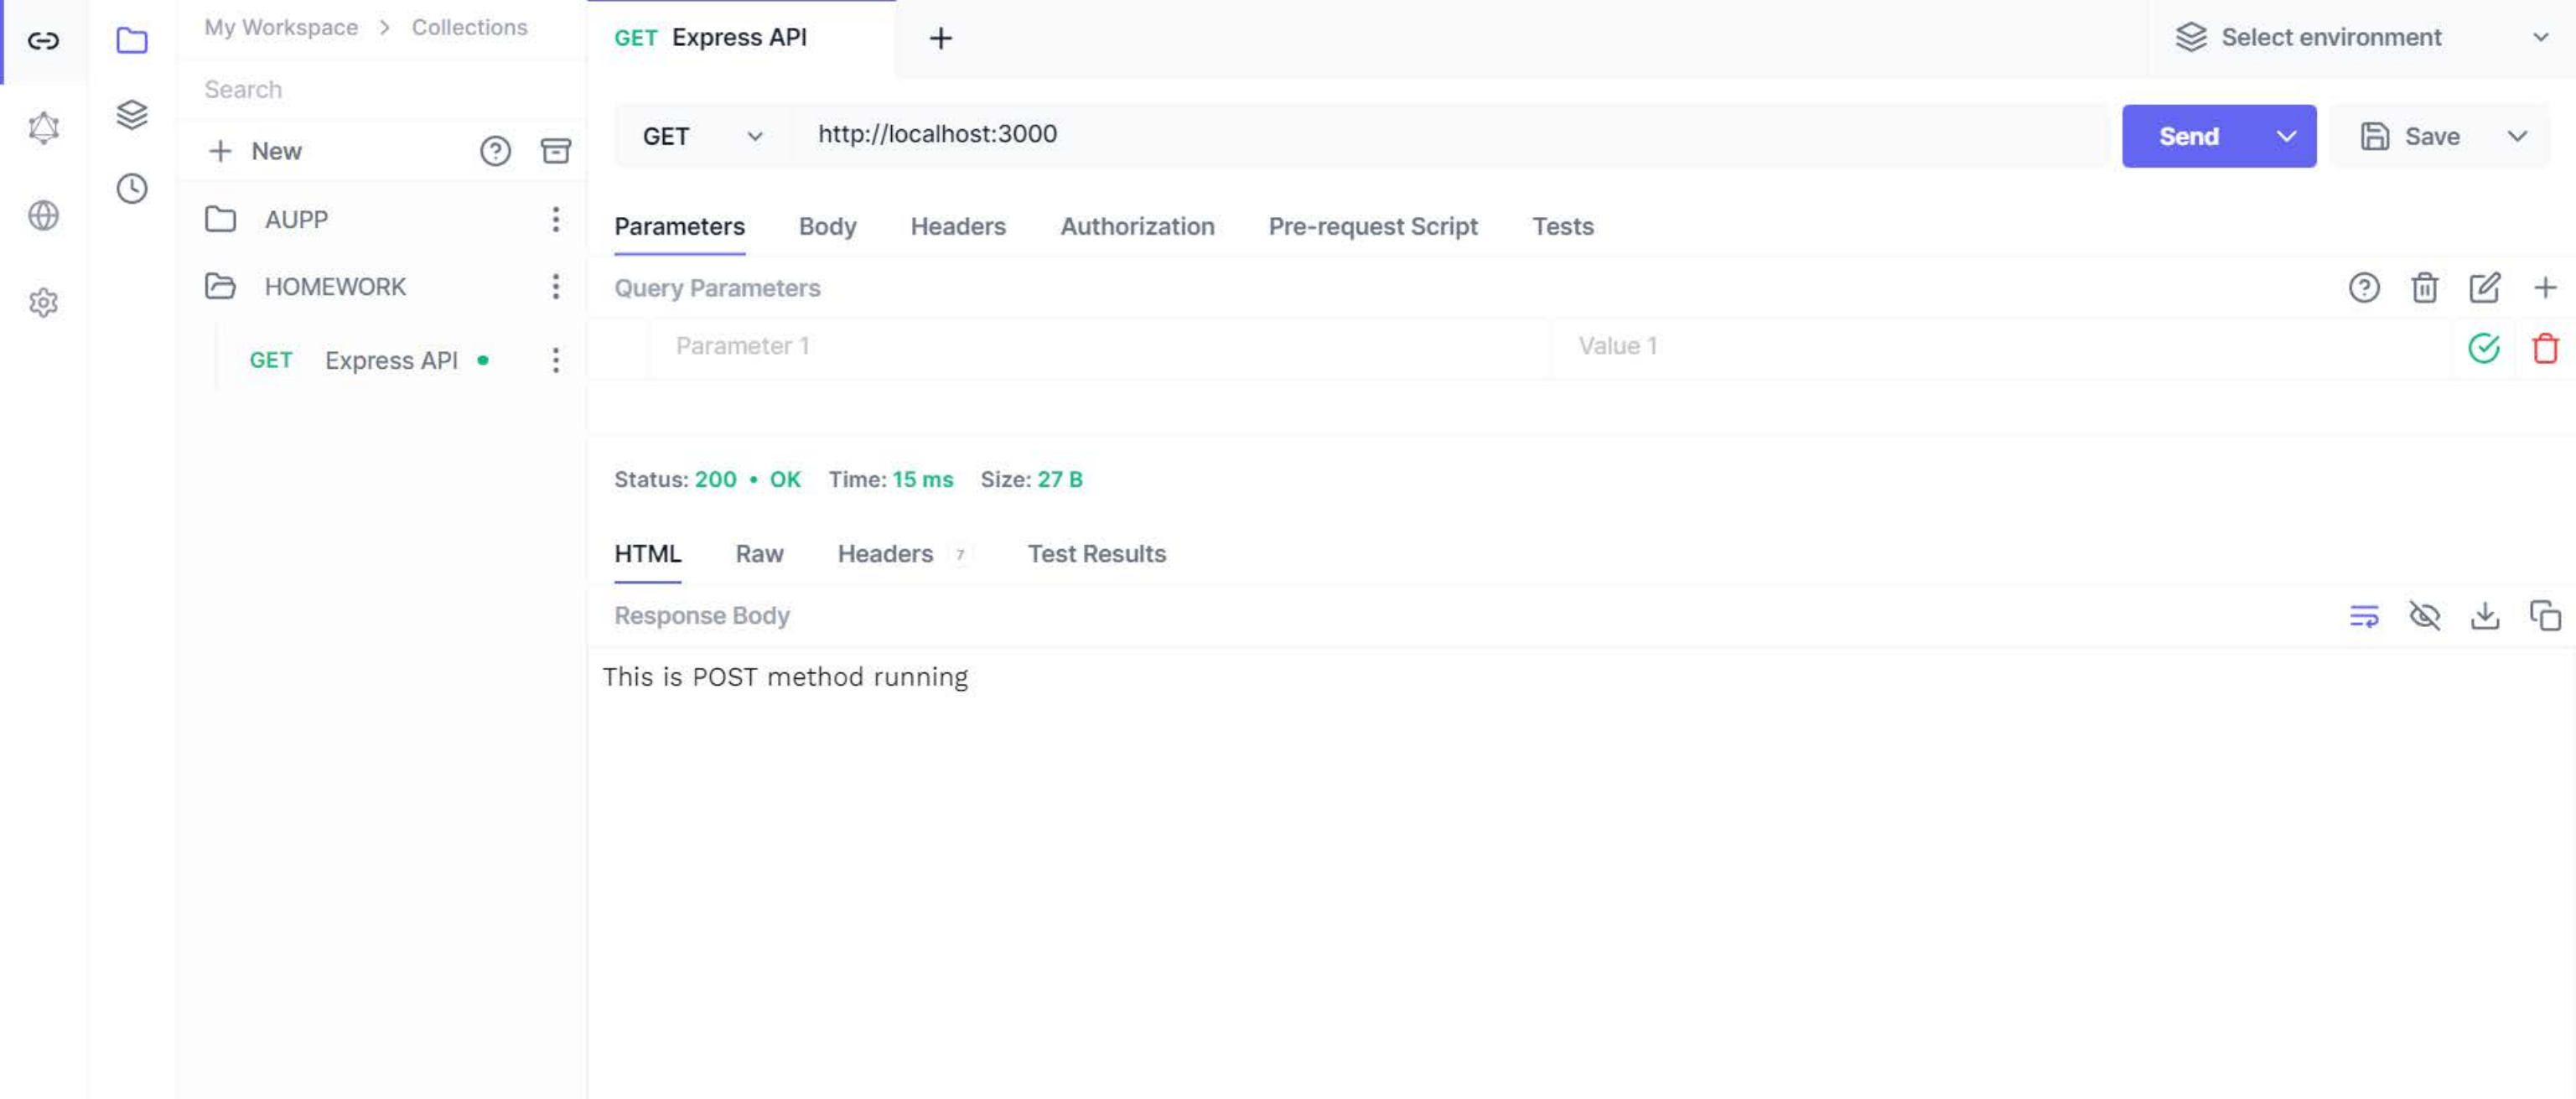 My Workspace > Collections
Search
+ New
AUPP
HOMEWORK
GET Express API
GET Express API +
Select environment
GET http://localhost:3000
Send
Save
Parameters Body Headers Authorization Pre-request Script Tests
Query Parameters
Parameter 1 Value 1
Status: 200 • OK Time: 15 ms Size: 27 B
HTML Raw Headers 7 Test Results
Response Body
This is POST method running